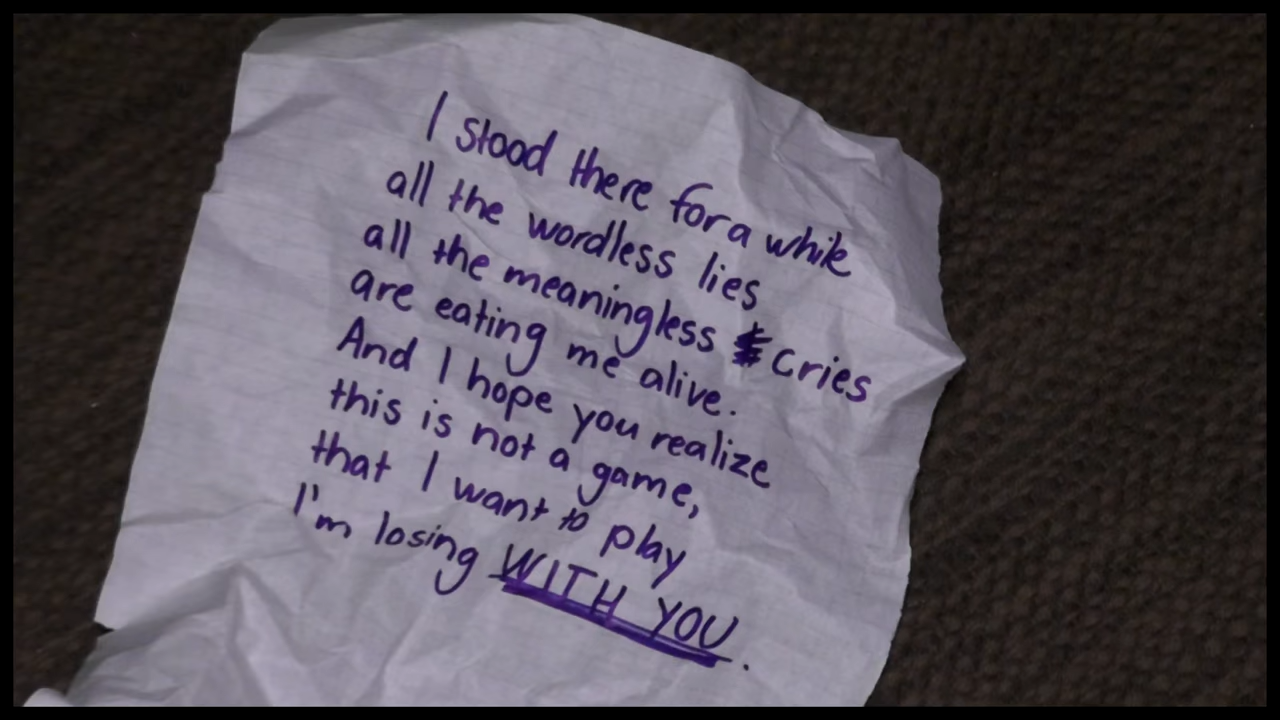 I stood there for a while
all the wordless lies
all the meaningless cries
are eating me alive.
And I hope you realize
this is not a game,
that I want to play
I'm losing WITH YOU.